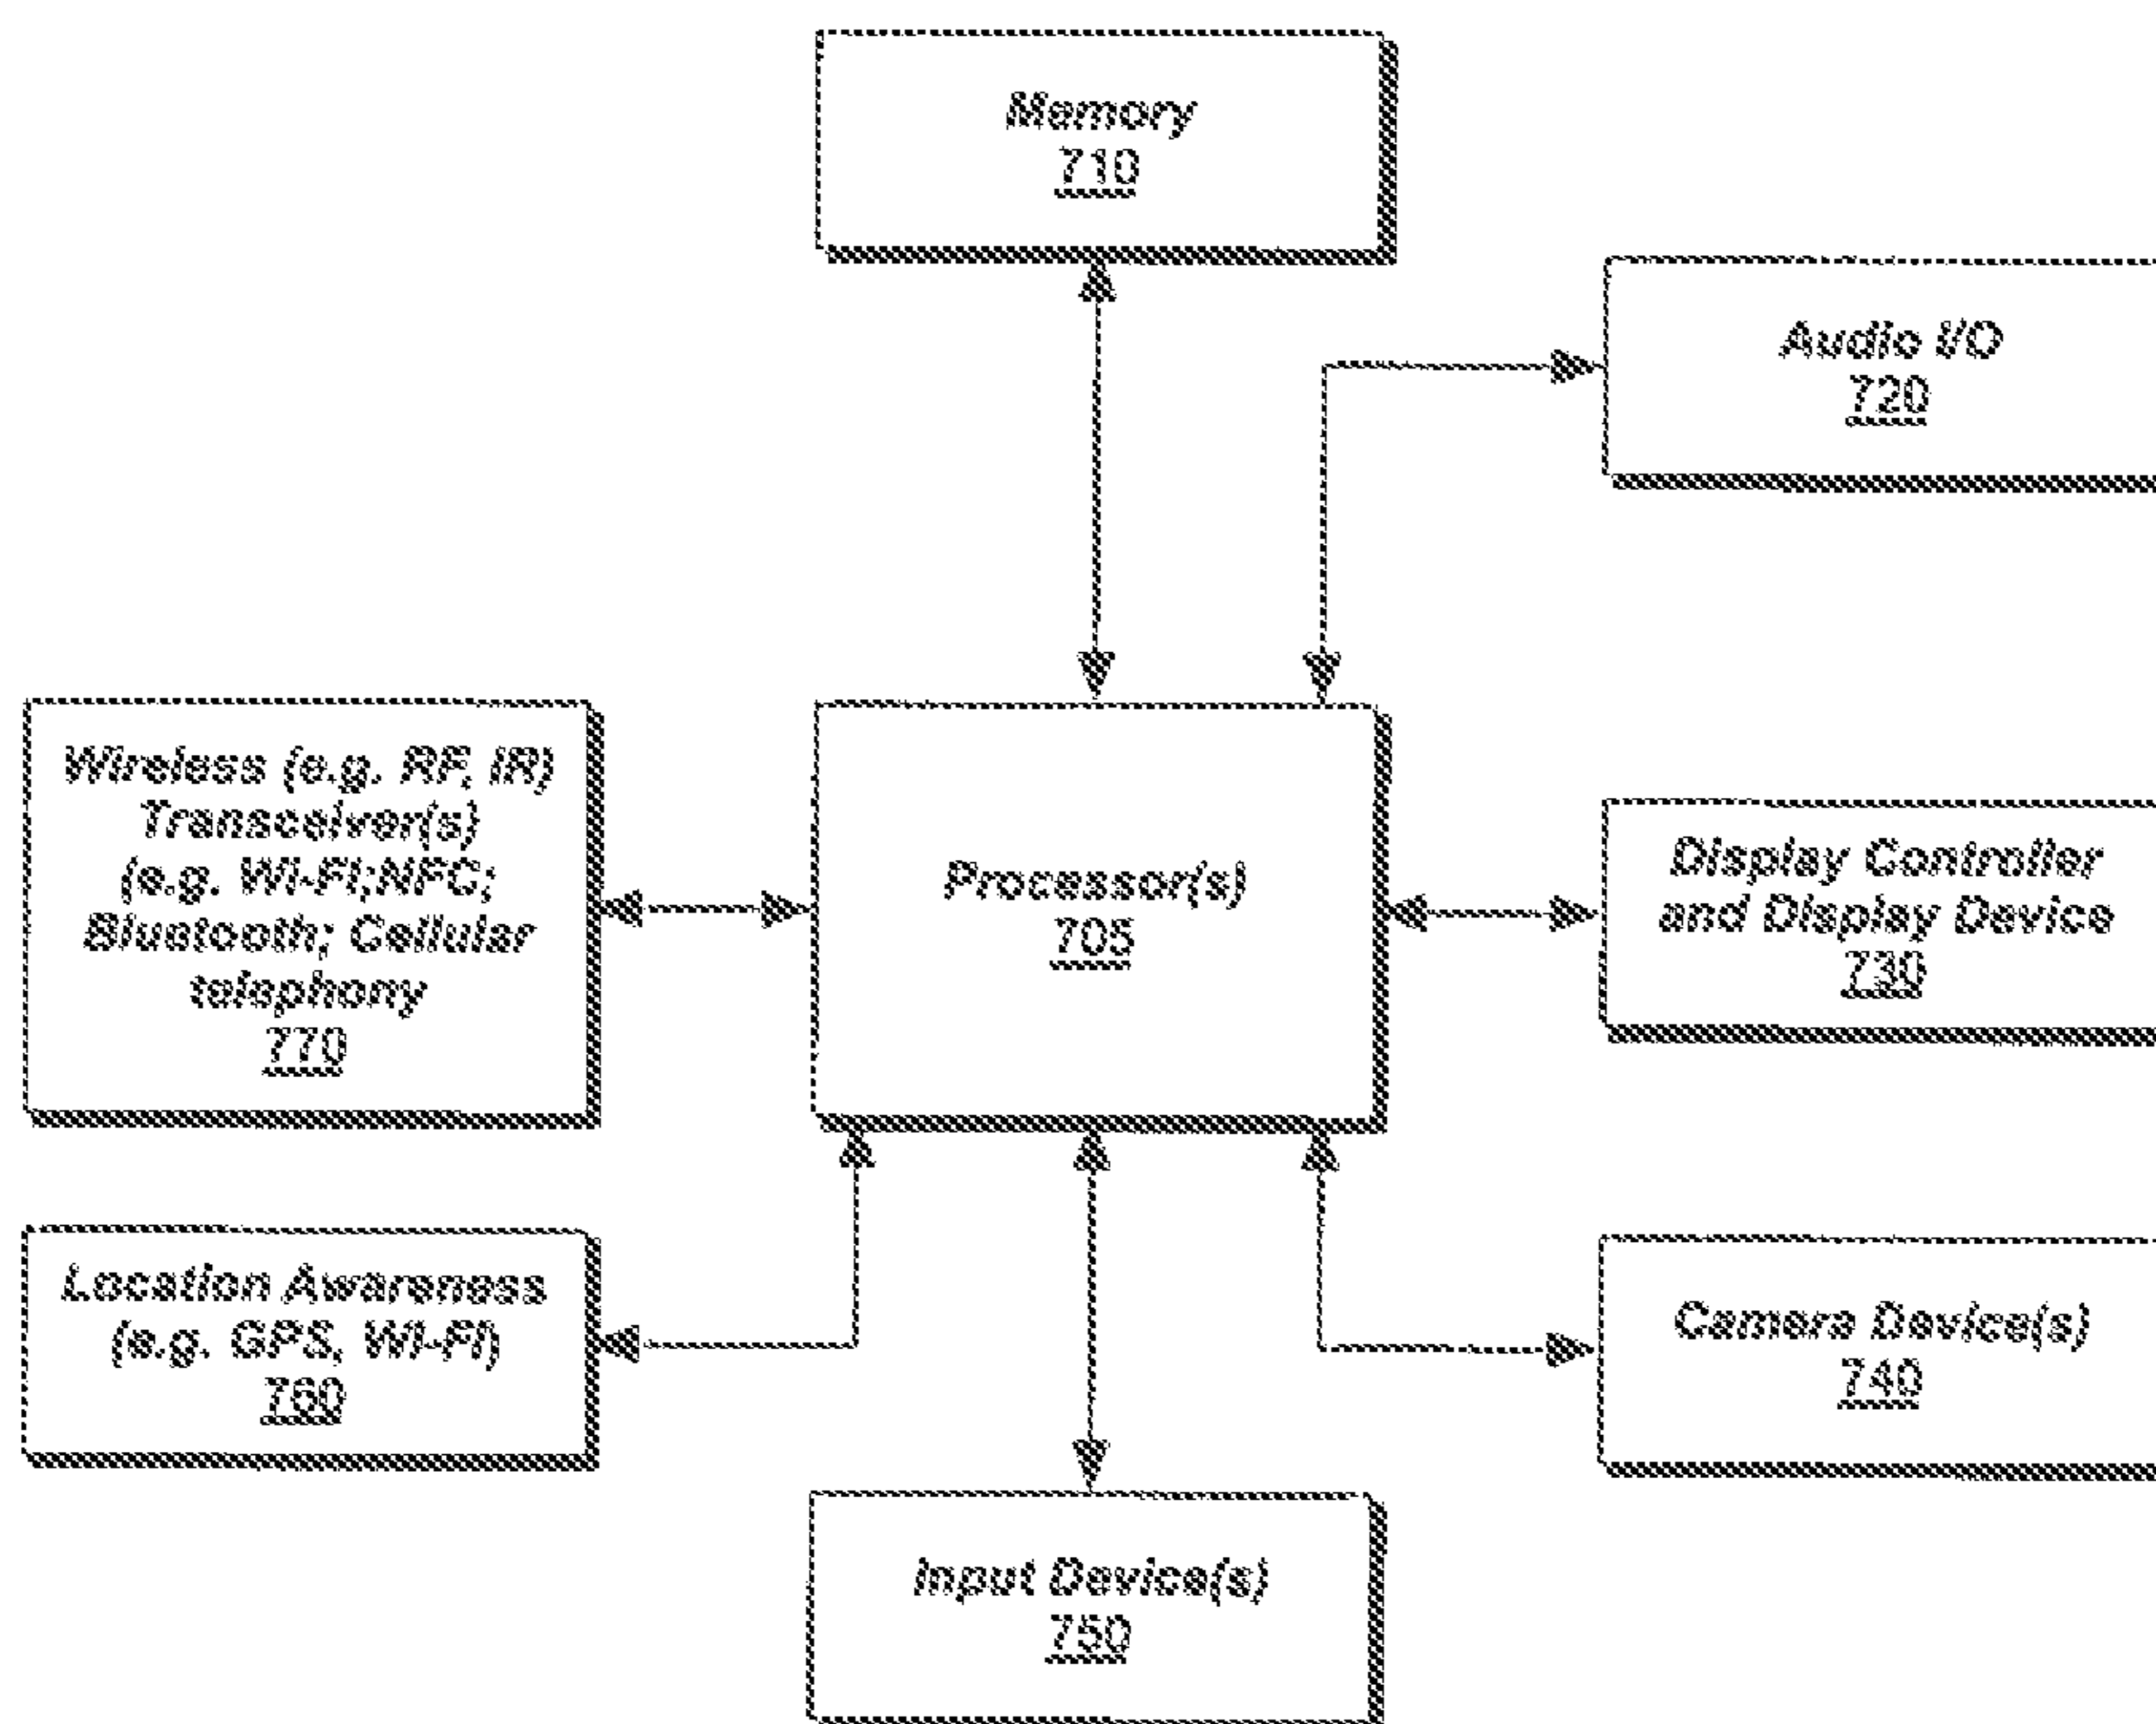 Memory
710
Audio I/O
720
Wireless (e.g. RF, IR)
Transceiver(s)
(e.g. Wi-Fi;NFC;
Bluetooth; Cellular
telephony
770
Processor(s)
705
Display Controller
and Display Device
730
Location Awareness
(e.g. GPS, Wi-Fi)
760
Camera Device(s)
740
Input Device(s)
750